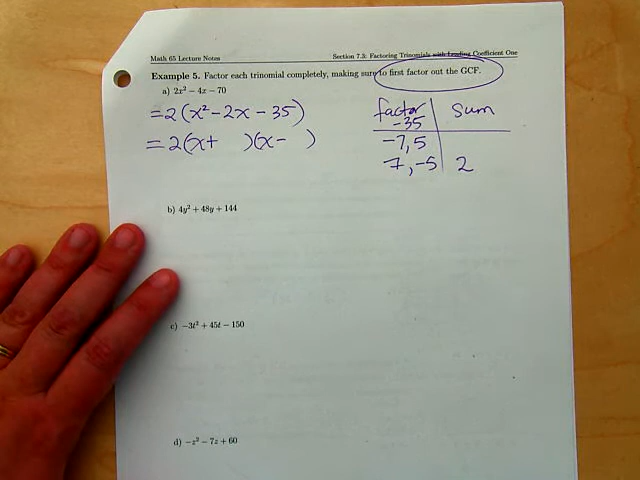 Math 65 Lecture Notes Section 7.3: Factoring Trinomials with Leading Coefficient One
Example 5. Factor each trinomial completely, making sure to first factor out the GCF.
a) 2x² − 4x − 70
= 2(x² − 2x − 35)
= 2(x+ )(x− )
factor −35 | sum
−7, 5
7, −5 | 2
b) 4y² + 48y + 144
c) −3t² + 45t − 150
d) −z² − 7z + 60